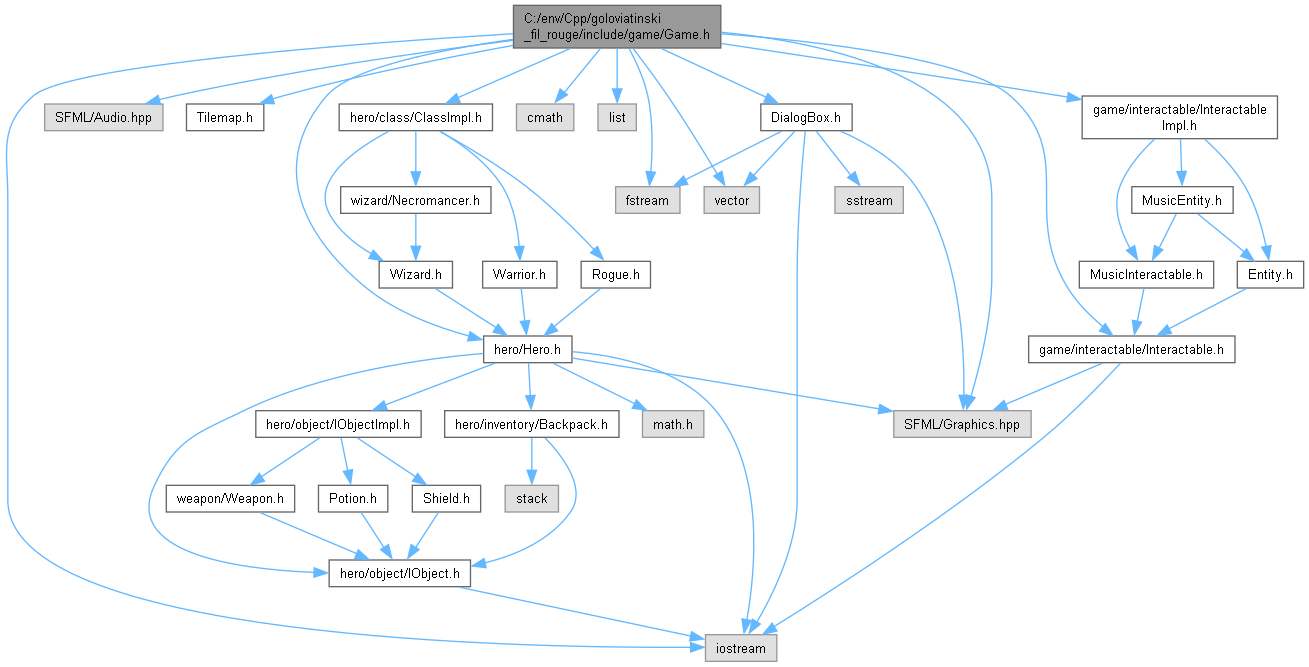 C:/env/Cpp/goloviatinski
_fil_rouge/include/game/Game.h
SFML/Audio.hpp
Tilemap.h
hero/class/ClassImpl.h
cmath
list
DialogBox.h
game/interactable/Interactable
Impl.h
wizard/Necromancer.h
fstream
vector
sstream
MusicEntity.h
Wizard.h
Warrior.h
Rogue.h
MusicInteractable.h
Entity.h
hero/Hero.h
game/interactable/Interactable.h
hero/object/IObjectImpl.h
hero/inventory/Backpack.h
math.h
SFML/Graphics.hpp
weapon/Weapon.h
Potion.h
Shield.h
stack
hero/object/IObject.h
iostream